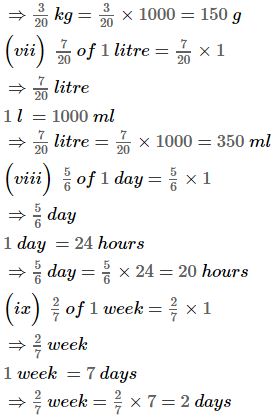 ⇒ 3/20 kg = 3/20 × 1000 = 150 g
(vii) 7/20 of 1 litre = 7/20 × 1
⇒ 7/20 litre
1 l = 1000 ml
⇒ 7/20 litre = 7/20 × 1000 = 350 ml
(viii) 5/6 of 1 day = 5/6 × 1
⇒ 5/6 day
1 day = 24 hours
⇒ 5/6 day = 5/6 × 24 = 20 hours
(ix) 2/7 of 1 week = 2/7 × 1
⇒ 2/7 week
1 week = 7 days
⇒ 2/7 week = 2/7 × 7 = 2 days